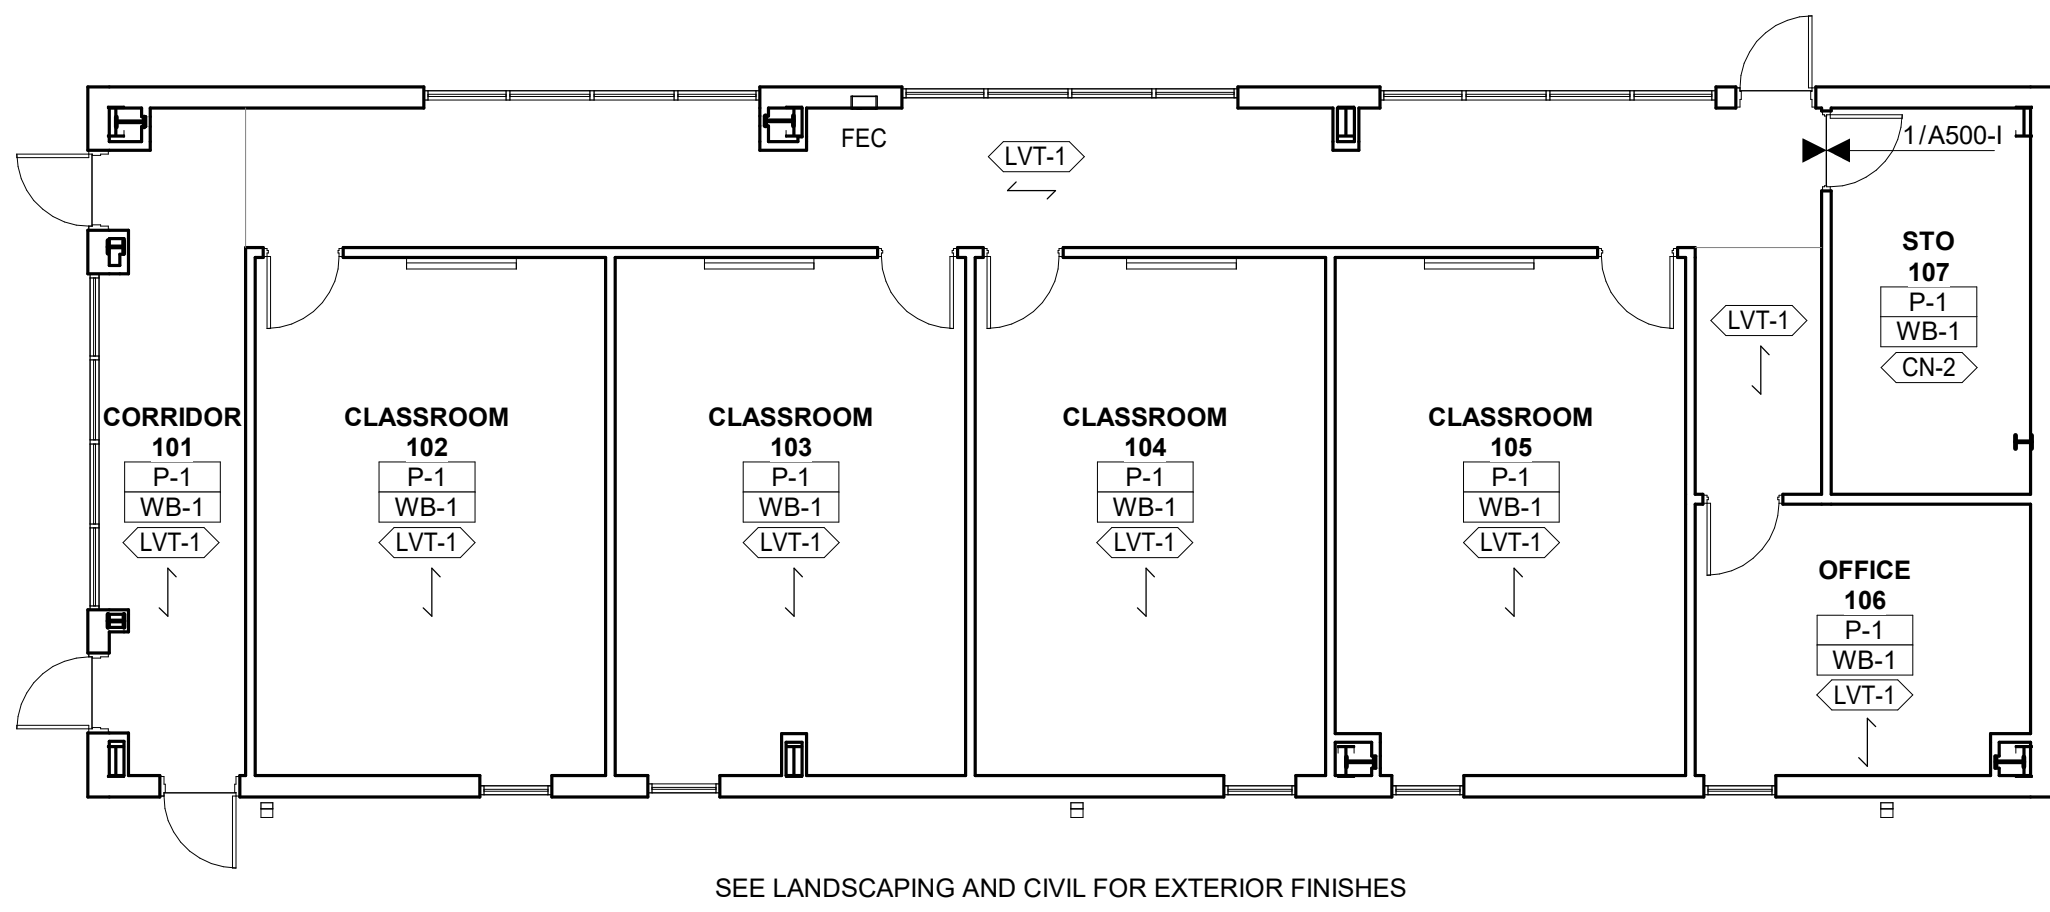 FEC
LVT-1
1/A500-I
STO
107
P-1
WB-1
CN-2
LVT-1
CORRIDOR
101
P-1
WB-1
LVT-1
CLASSROOM
102
P-1
WB-1
LVT-1
CLASSROOM
103
P-1
WB-1
LVT-1
CLASSROOM
104
P-1
WB-1
LVT-1
CLASSROOM
105
P-1
WB-1
LVT-1
OFFICE
106
P-1
WB-1
LVT-1
SEE LANDSCAPING AND CIVIL FOR EXTERIOR FINISHES